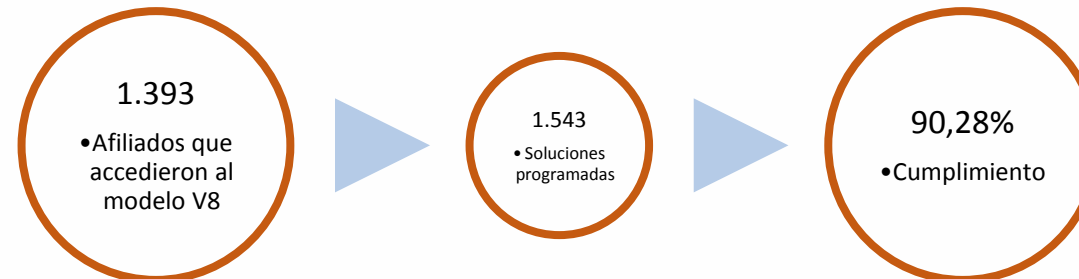 1.393
•Afiliados que
accedieron al
modelo V8
1.543
•Soluciones
programadas
90,28%
•Cumplimiento